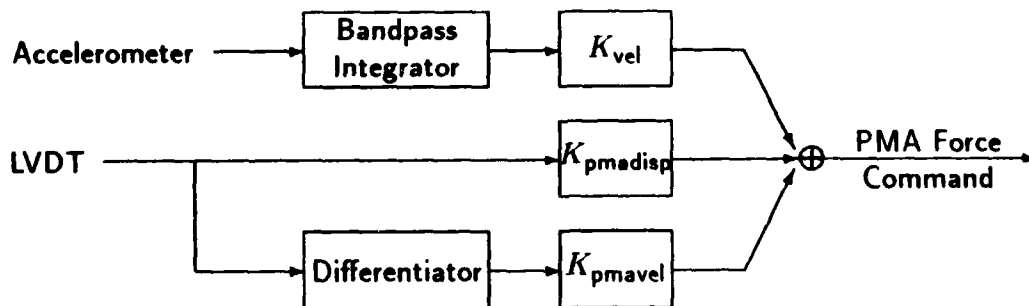 Accelerometer
Bandpass
Integrator
K_vel
LVDT
K_pmadisp
PMA Force
Command
Differentiator
K_pmavel